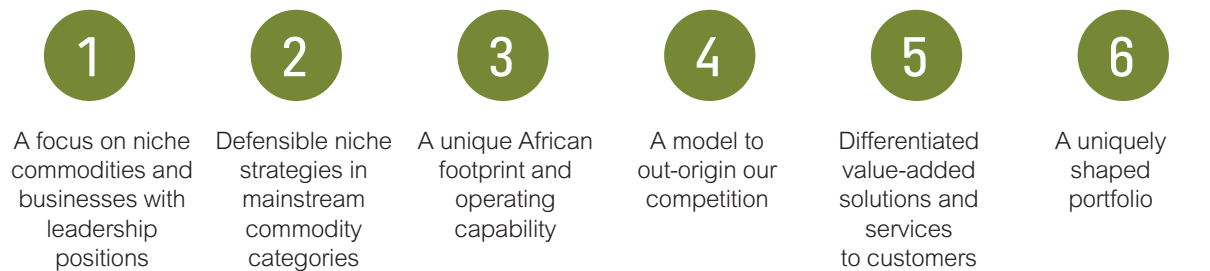 1
A focus on niche
commodities and
businesses with
leadership
positions
2
Defensible niche
strategies in
mainstream
commodity
categories
3
A unique African
footprint and
operating
capability
4
A model to
out-origin our
competition
5
Differentiated
value-added
solutions and
services
to customers
6
A uniquely
shaped
portfolio